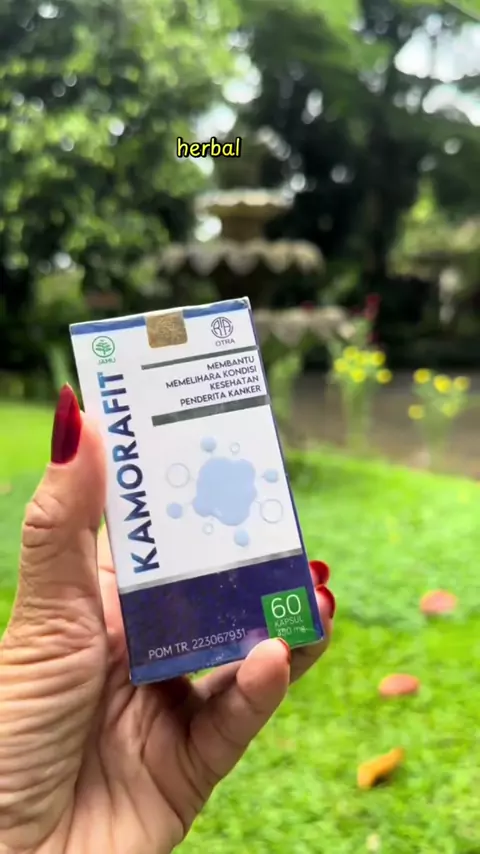 herbal
JAMU
OTRA
MEMBANTU
MEMELIHARA KONDISI
KESEHATAN
PENDERITA KANKER
KAMORAFIT
60
KAPSUL
POM TR. 223067931